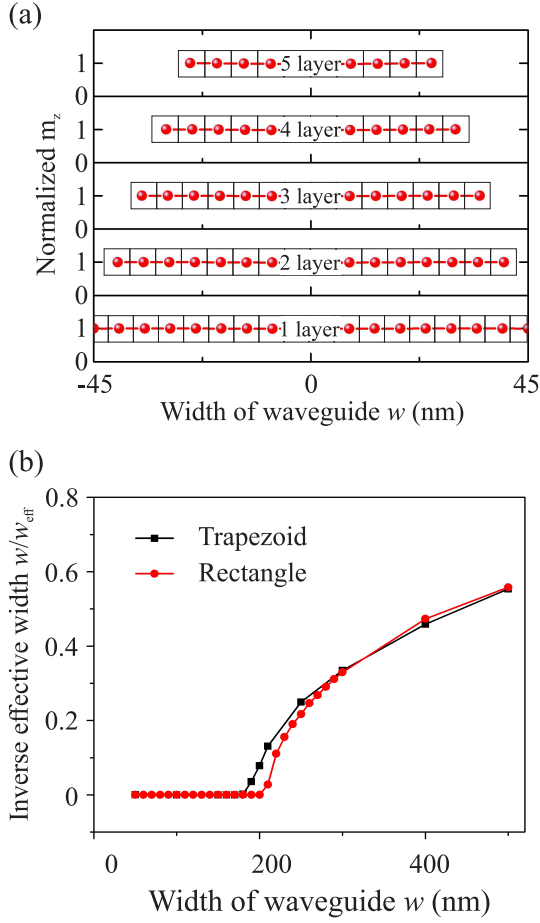 (a)
Normalized m_z
1
0
5 layer
1
0
4 layer
1
0
3 layer
1
0
2 layer
1
0
1 layer
-45
0
45
Width of waveguide w (nm)
(b)
Inverse effective width w/w_eff
0.8
0.6
0.4
0.2
0
Trapezoid
Rectangle
0
200
400
Width of waveguide w (nm)